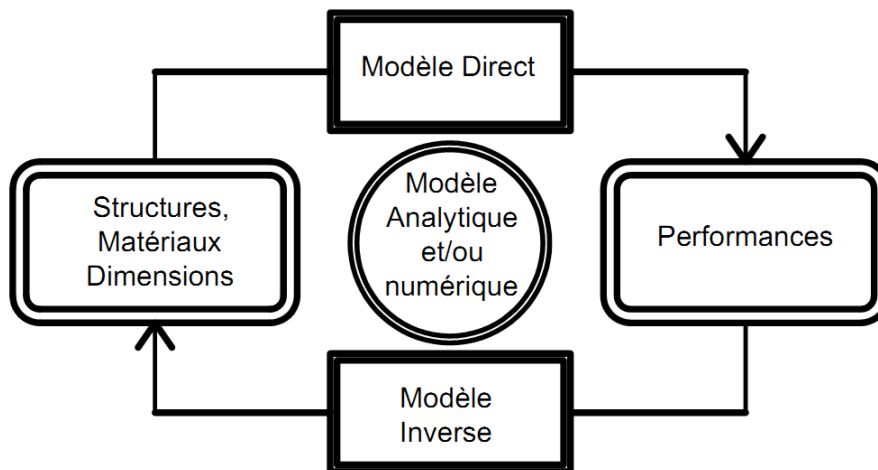 Modèle Direct
Structures,
Matériaux
Dimensions
Modèle
Analytique
et/ou
numérique
Performances
Modèle
Inverse